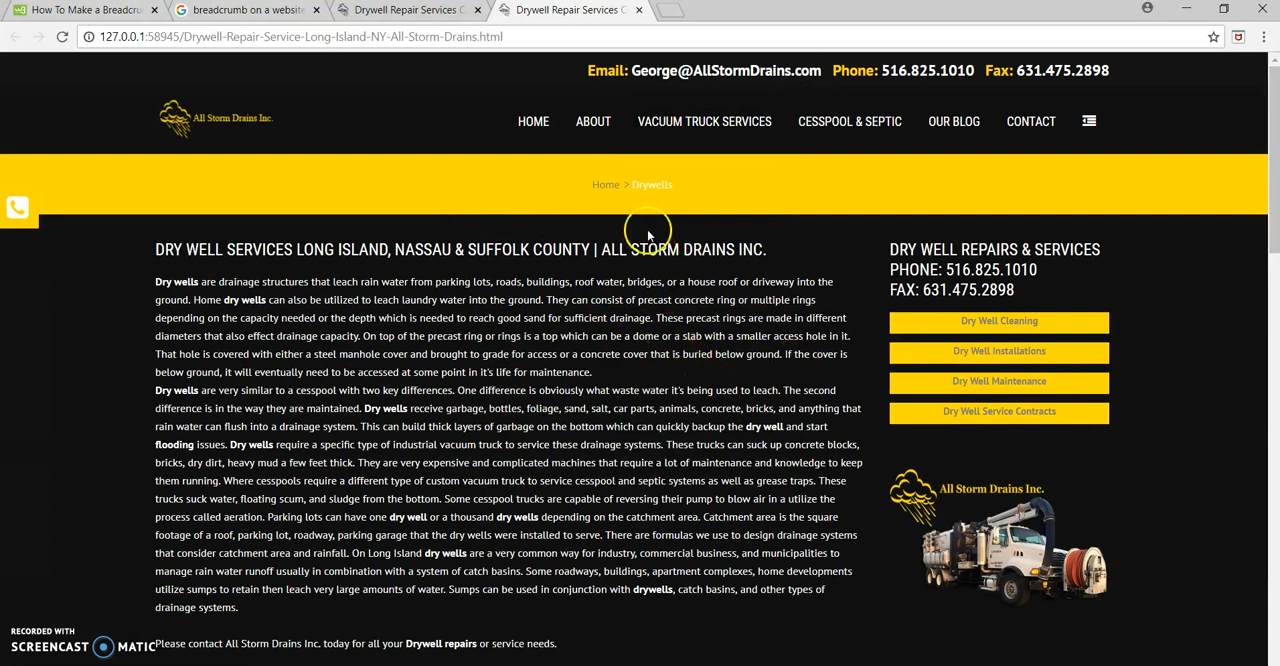 How To Make a Breadcru
breadcrumb on a website
Drywell Repair Services C
Drywell Repair Services C
127.0.0.1:58945/Drywell-Repair-Service-Long-Island-NY-All-Storm-Drains.html
Email: George@AllStormDrains.com Phone: 516.825.1010 Fax: 631.475.2898
All Storm Drains Inc.
HOME ABOUT VACUUM TRUCK SERVICES CESSPOOL & SEPTIC OUR BLOG CONTACT
Home > Drywells
DRY WELL SERVICES LONG ISLAND, NASSAU & SUFFOLK COUNTY | ALL STORM DRAINS INC.
Dry wells are drainage structures that leach rain water from parking lots, roads, buildings, roof water, bridges, or a house roof or driveway into the
ground. Home dry wells can also be utilized to leach laundry water into the ground. They can consist of precast concrete ring or multiple rings
depending on the capacity needed or the depth which is needed to reach good sand for sufficient drainage. These precast rings are made in different
diameters that also effect drainage capacity. On top of the precast ring or rings is a top which can be a dome or a slab with a smaller access hole in it.
That hole is covered with either a steel manhole cover and brought to grade for access or a concrete cover that is buried below ground. If the cover is
below ground, it will eventually need to be accessed at some point in it's life for maintenance.
Dry wells are very similar to a cesspool with two key differences. One difference is obviously what waste water it's being used to leach. The second
difference is in the way they are maintained. Dry wells receive garbage, bottles, foliage, sand, salt, car parts, animals, concrete, bricks, and anything that
rain water can flush into a drainage system. This can build thick layers of garbage on the bottom which can quickly backup the dry well and start
flooding issues. Dry wells require a specific type of industrial vacuum truck to service these drainage systems. These trucks can suck up concrete blocks,
bricks, dry dirt, heavy mud a few feet thick. They are very expensive and complicated machines that require a lot of maintenance and knowledge to keep
them running. Where cesspools require a different type of custom vacuum truck to service cesspool and septic systems as well as grease traps. These
trucks suck water, floating scum, and sludge from the bottom. Some cesspool trucks are capable of reversing their pump to blow air in a utilize the
process called aeration. Parking lots can have one dry well or a thousand dry wells depending on the catchment area. Catchment area is the square
footage of a roof, parking lot, roadway, parking garage that the dry wells were installed to serve. There are formulas we use to design drainage systems
that consider catchment area and rainfall. On Long Island dry wells are a very common way for industry, commercial business, and municipalities to
manage rain water runoff usually in combination with a system of catch basins. Some roadways, buildings, apartment complexes, home developments
utilize sumps to retain then leach very large amounts of water. Sumps can be used in conjunction with drywells, catch basins, and other types of
drainage systems.
Please contact All Storm Drains Inc. today for all your Drywell repairs or service needs.
DRY WELL REPAIRS & SERVICES
PHONE: 516.825.1010
FAX: 631.475.2898
Dry Well Cleaning
Dry Well Installations
Dry Well Maintenance
Dry Well Service Contracts
All Storm Drains Inc.
RECORDED WITH
SCREENCAST MATIC